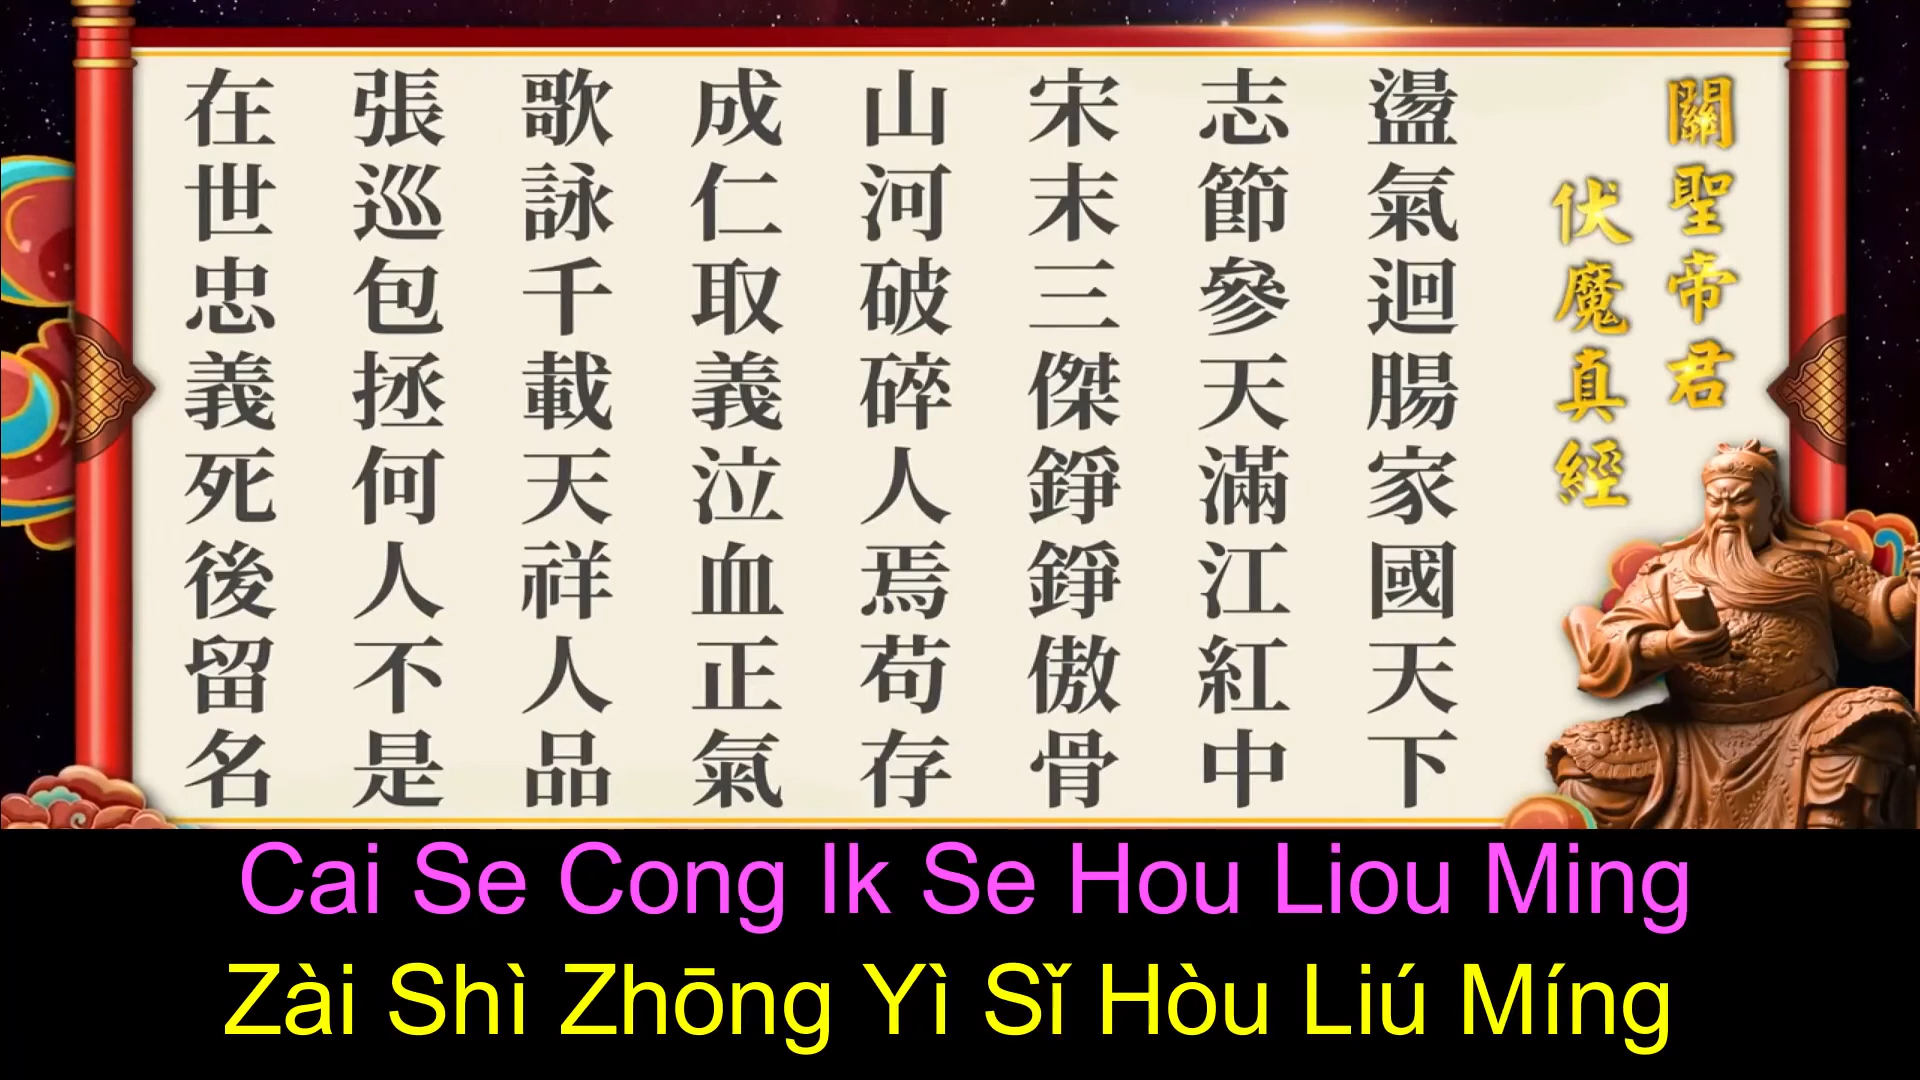 關聖帝君
伏魔真經
盪氣迴腸家國天下
志節參天滿江紅中
宋末三傑錚錚傲骨
山河破碎人焉苟存
成仁取義泣血正氣
歌詠千載天祥人品
張巡包拯何人不是
在世忠義死後留名
Cai Se Cong Ik Se Hou Liou Ming
Zài Shì Zhōng Yì Sǐ Hòu Liú Míng